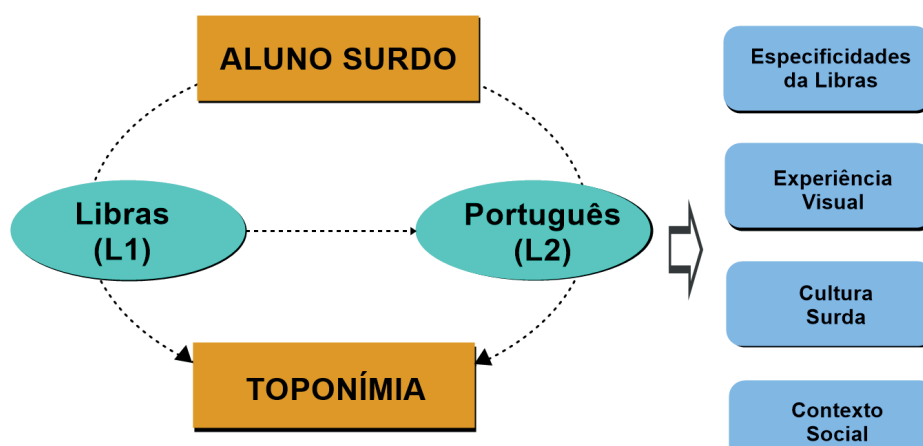 ALUNO SURDO
Libras
(L1)
Português
(L2)
TOPONÍMIA
Especificidades
da Libras
Experiência
Visual
Cultura
Surda
Contexto
Social